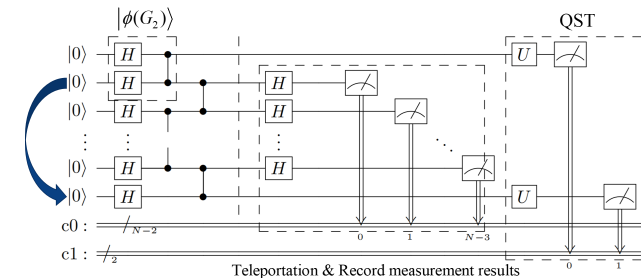 |ϕ(G₂)⟩ QST
|0⟩ H U
|0⟩ H H
|0⟩ H H
⋮ ⋮ ⋮ ⋮ ⋱
|0⟩ H H
|0⟩ H U
c0 : N−2 0 1 N−3
c1 : 2 0 1
Teleportation & Record measurement results